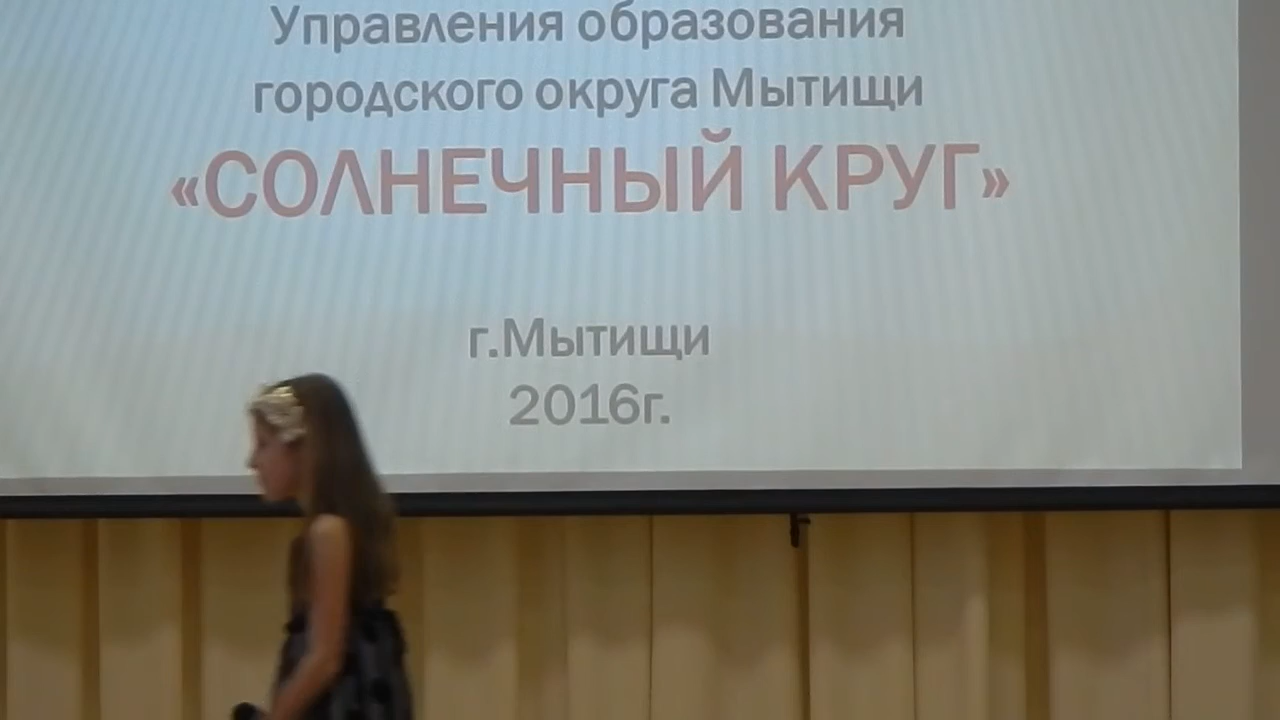 Управления образования
городского округа Мытищи
«СОЛНЕЧНЫЙ КРУГ»
г.Мытищи
2016г.